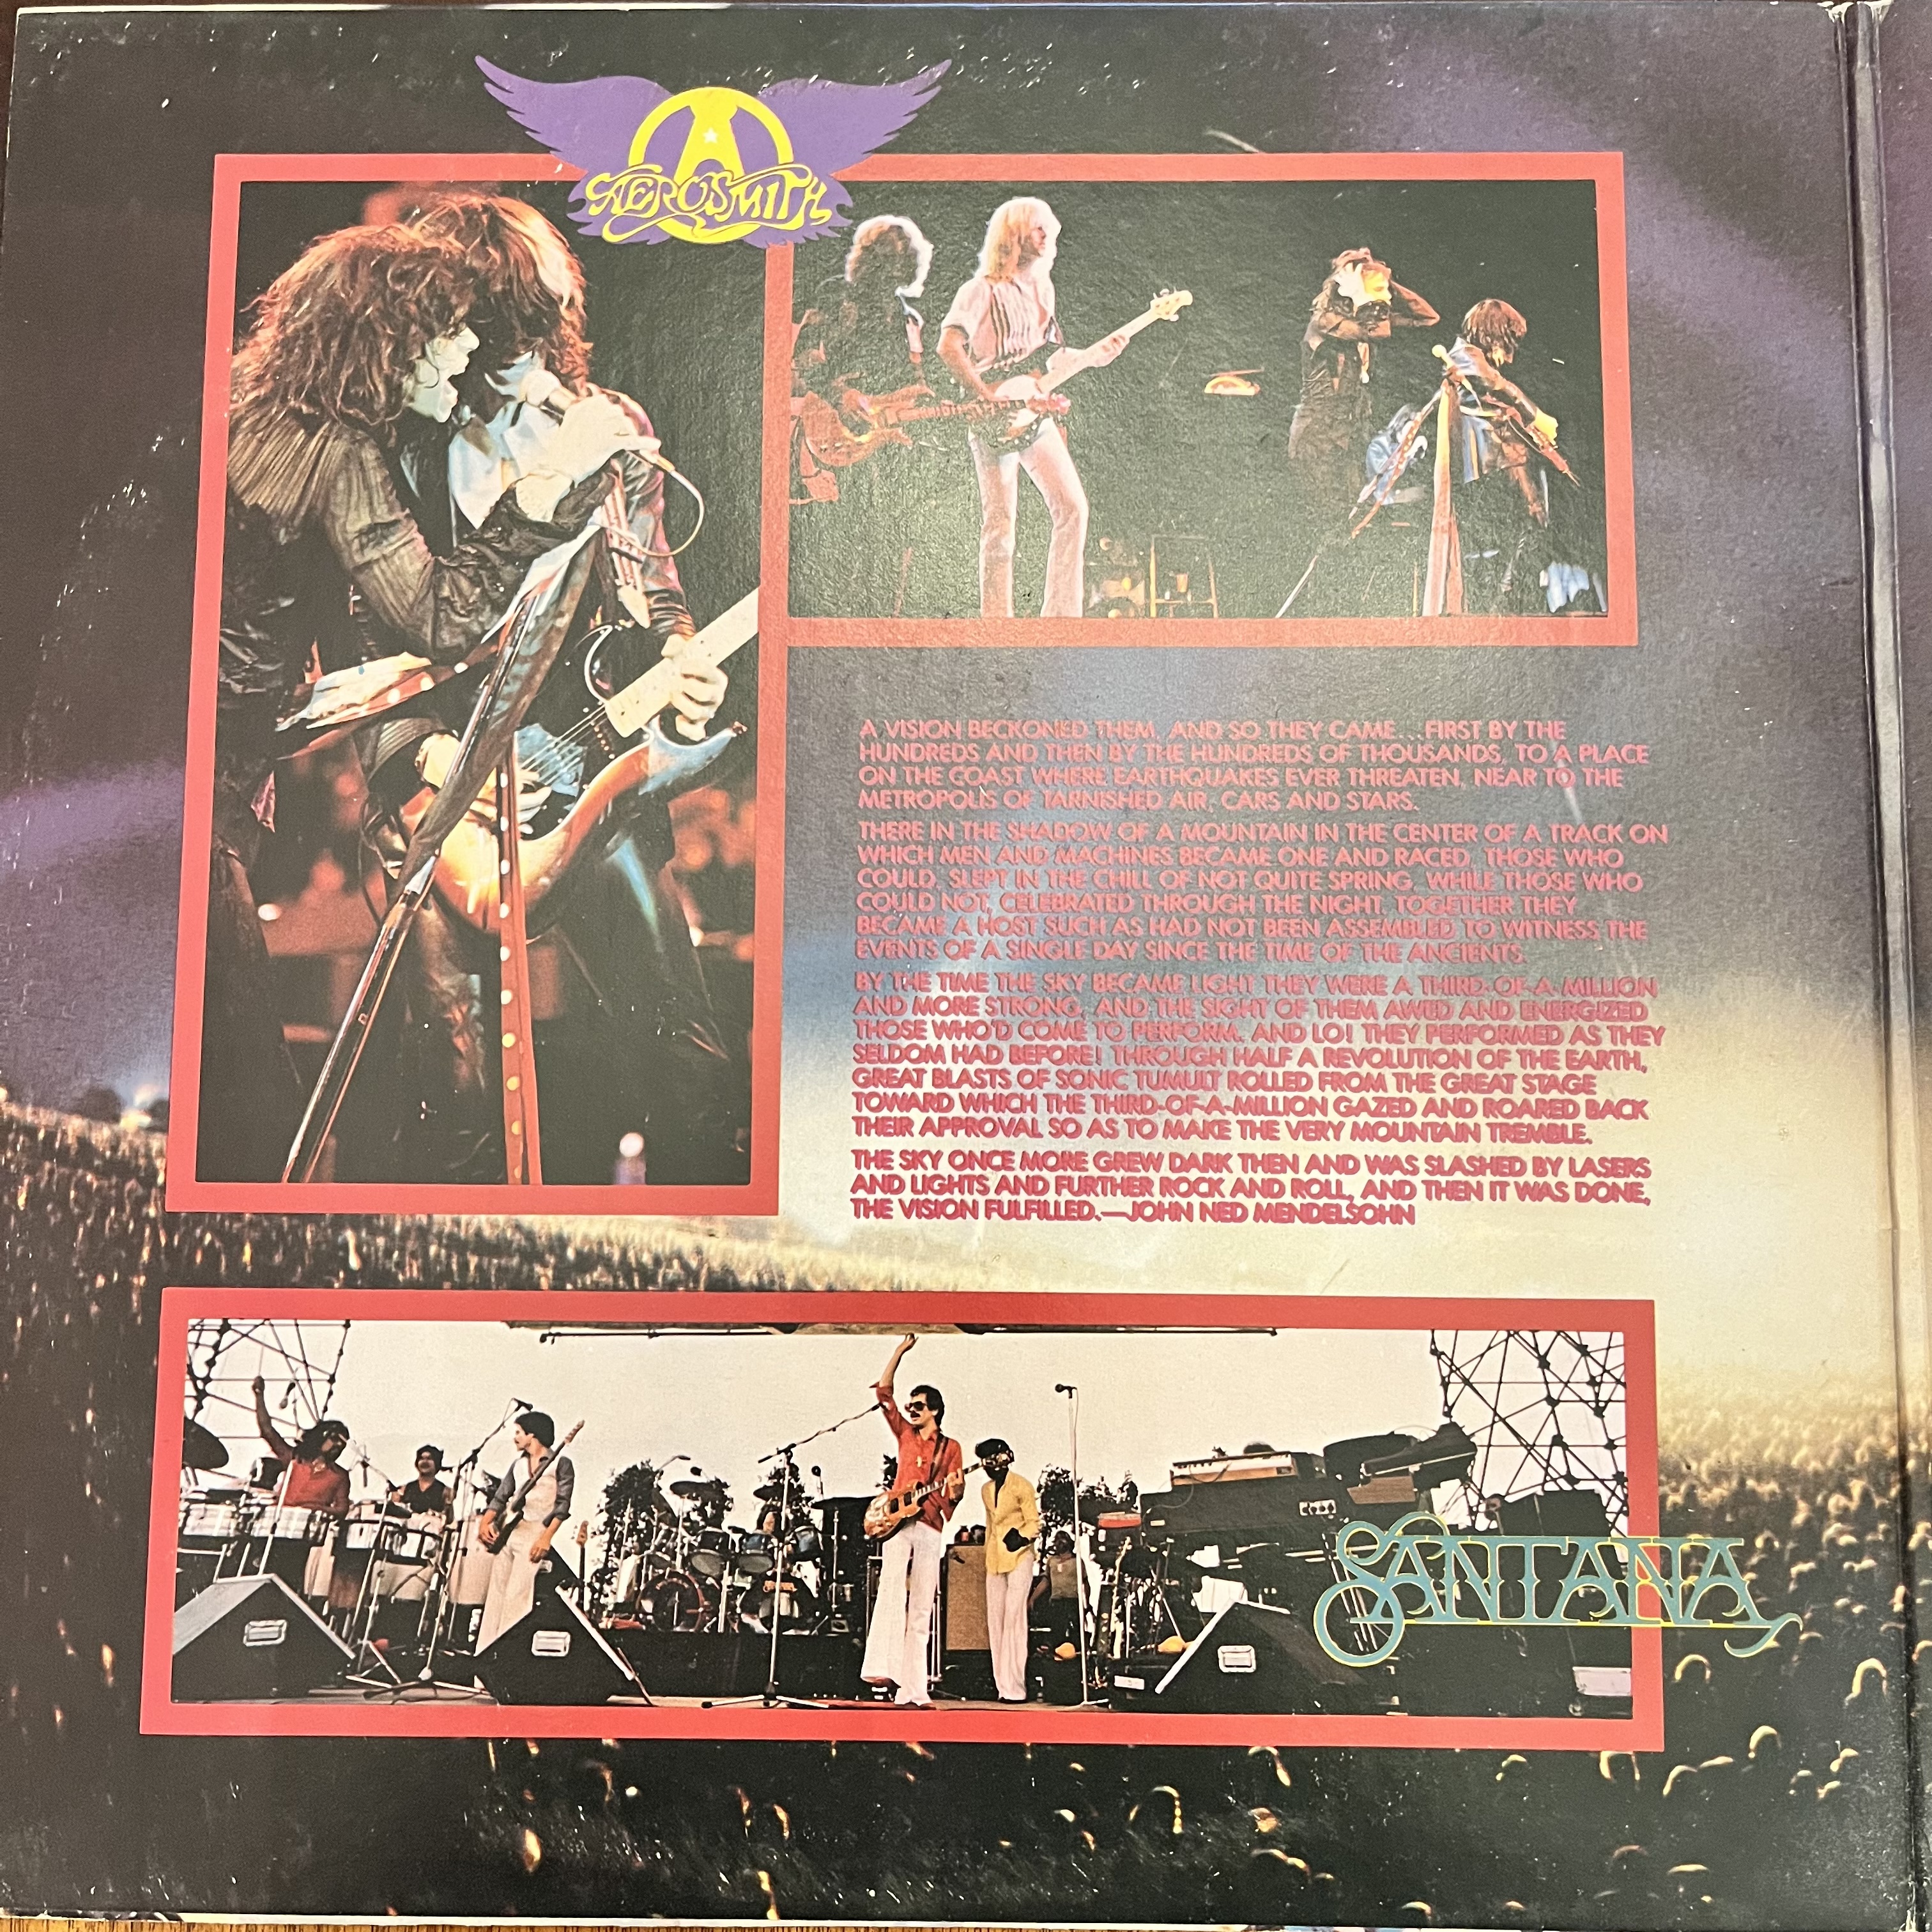 AEROSMITH
A VISION BECKONED THEM, AND SO THEY CAME...FIRST BY THE
HUNDREDS AND THEN BY THE HUNDREDS OF THOUSANDS, TO A PLACE
ON THE COAST WHERE EARTHQUAKES EVER THREATEN, NEAR TO THE
METROPOLIS OF TARNISHED AIR, CARS AND STARS.
THERE IN THE SHADOW OF A MOUNTAIN IN THE CENTER OF A TRACK ON
WHICH MEN AND MACHINES BECAME ONE AND RACED, THOSE WHO
COULD, SLEPT IN THE CHILL OF NOT QUITE SPRING, WHILE THOSE WHO
COULD NOT, CELEBRATED THROUGH THE NIGHT. TOGETHER THEY
BECAME A HOST SUCH AS HAD NOT BEEN ASSEMBLED TO WITNESS THE
EVENTS OF A SINGLE DAY SINCE THE TIME OF THE ANCIENTS.
BY THE TIME THE SKY BECAME LIGHT THEY WERE A THIRD-OF-A-MILLION
AND MORE STRONG, AND THE SIGHT OF THEM AWED AND ENERGIZED
THOSE WHO'D COME TO PERFORM. AND LO! THEY PERFORMED AS THEY
SELDOM HAD BEFORE! THROUGH HALF A REVOLUTION OF THE EARTH,
GREAT BLASTS OF SONIC TUMULT ROLLED FROM THE GREAT STAGE
TOWARD WHICH THE THIRD-OF-A-MILLION GAZED AND ROARED BACK
THEIR APPROVAL SO AS TO MAKE THE VERY MOUNTAIN TREMBLE.
THE SKY ONCE MORE GREW DARK THEN AND WAS SLASHED BY LASERS
AND LIGHTS AND FURTHER ROCK AND ROLL, AND THEN IT WAS DONE,
THE VISION FULFILLED.—JOHN NED MENDELSOHN
SANTANA